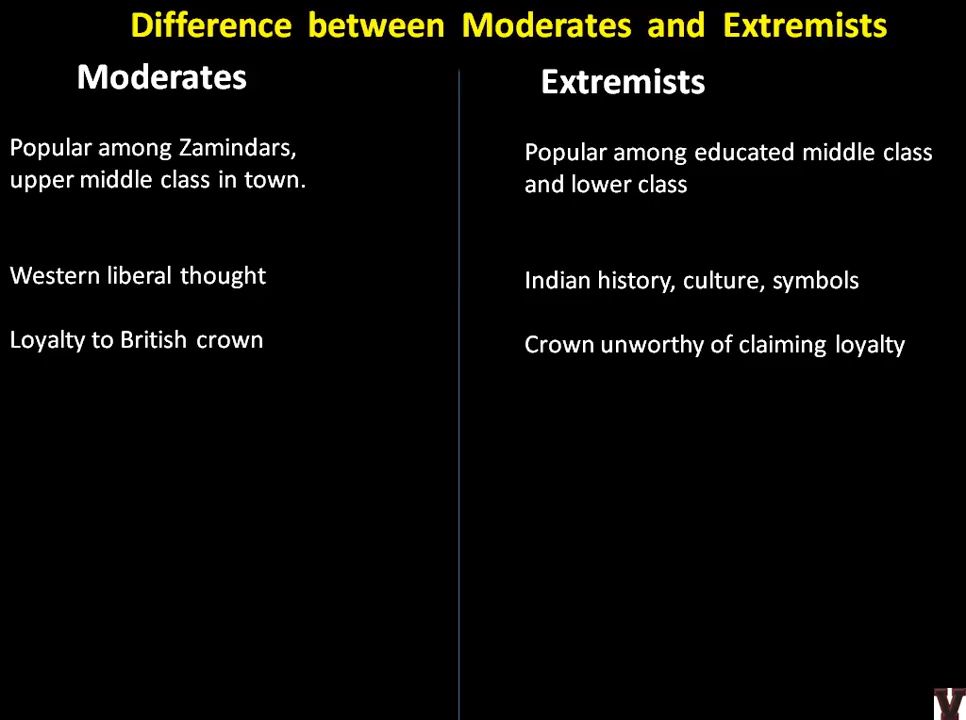 Difference between Moderates and Extremists
Moderates
Popular among Zamindars,
upper middle class in town.
Western liberal thought
Loyalty to British crown
Extremists
Popular among educated middle class
and lower class
Indian history, culture, symbols
Crown unworthy of claiming loyalty